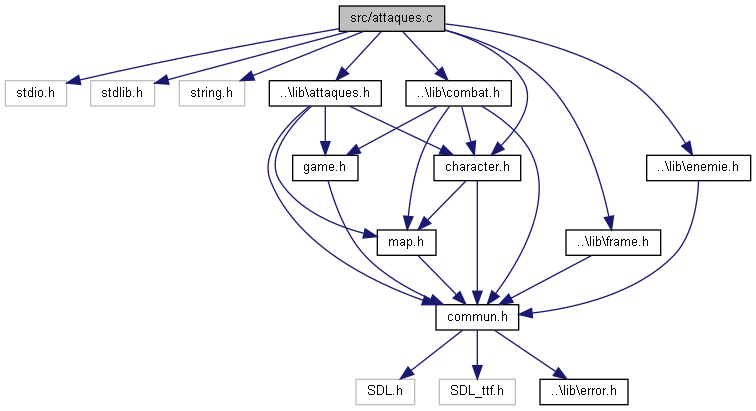 src/attaques.c
stdio.h
stdlib.h
string.h
..\lib\attaques.h
..\lib\combat.h
game.h
character.h
..\lib\enemie.h
map.h
..\lib\frame.h
commun.h
SDL.h
SDL_ttf.h
..\lib\error.h